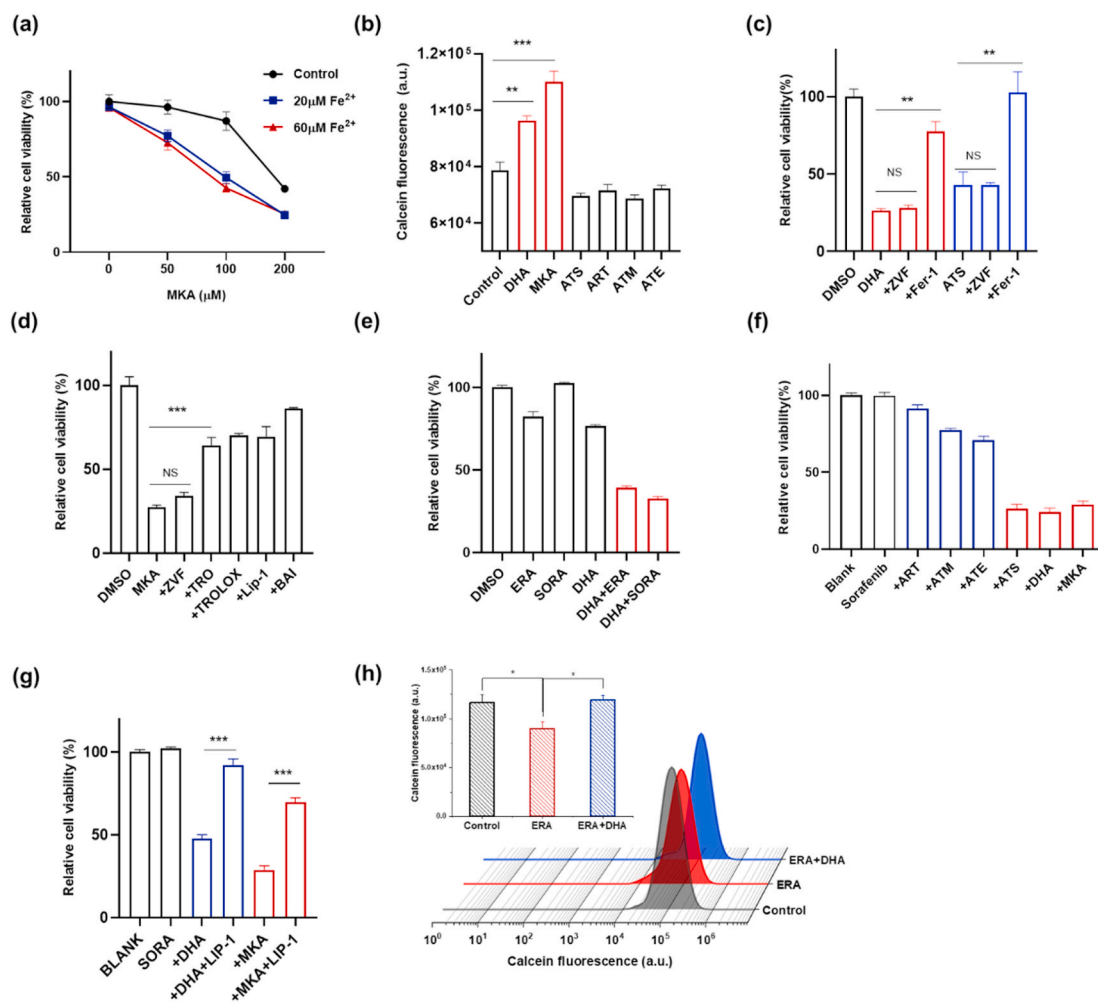 (a)
Relative cell viability (%)
100
50
0
0
50
100
200
MKA (μM)
Control
20μM Fe²⁺
60μM Fe²⁺
(b)
Calcein fluorescence (a.u.)
1.2×10⁵
1×10⁵
8×10⁴
6×10⁴
***
**
Control
DHA
MKA
ATS
ART
ATM
ATE
(c)
Relative cell viability(%)
100
50
0
**
**
NS
NS
DMSO
DHA
+ZVF
+Fer-1
ATS
+ZVF
+Fer-1
(d)
Relative cell viability (%)
100
50
0
***
NS
DMSO
MKA
+ZVF
+TRO
+TROLOX
+Lip-1
+BAI
(e)
Relative cell viability (%)
100
50
0
DMSO
ERA
SORA
DHA
DHA+ERA
DHA+SORA
(f)
Relative cell viability(%)
100
50
0
Blank
Sorafenib
+ART
+ATM
+ATE
+ATS
+DHA
+MKA
(g)
Relative cell viability (%)
100
50
0
***
***
BLANK
SORA
+DHA
+DHA+LIP-1
+MKA
+MKA+LIP-1
(h)
Calcein fluorescence (a.u.)
1.5x10⁵
1.0x10⁵
5.0x10⁴
0.0
*
*
Control
ERA
ERA+DHA
ERA+DHA
ERA
Control
10⁰
10¹
10²
10³
10⁴
10⁵
10⁶
Calcein fluorescence (a.u.)